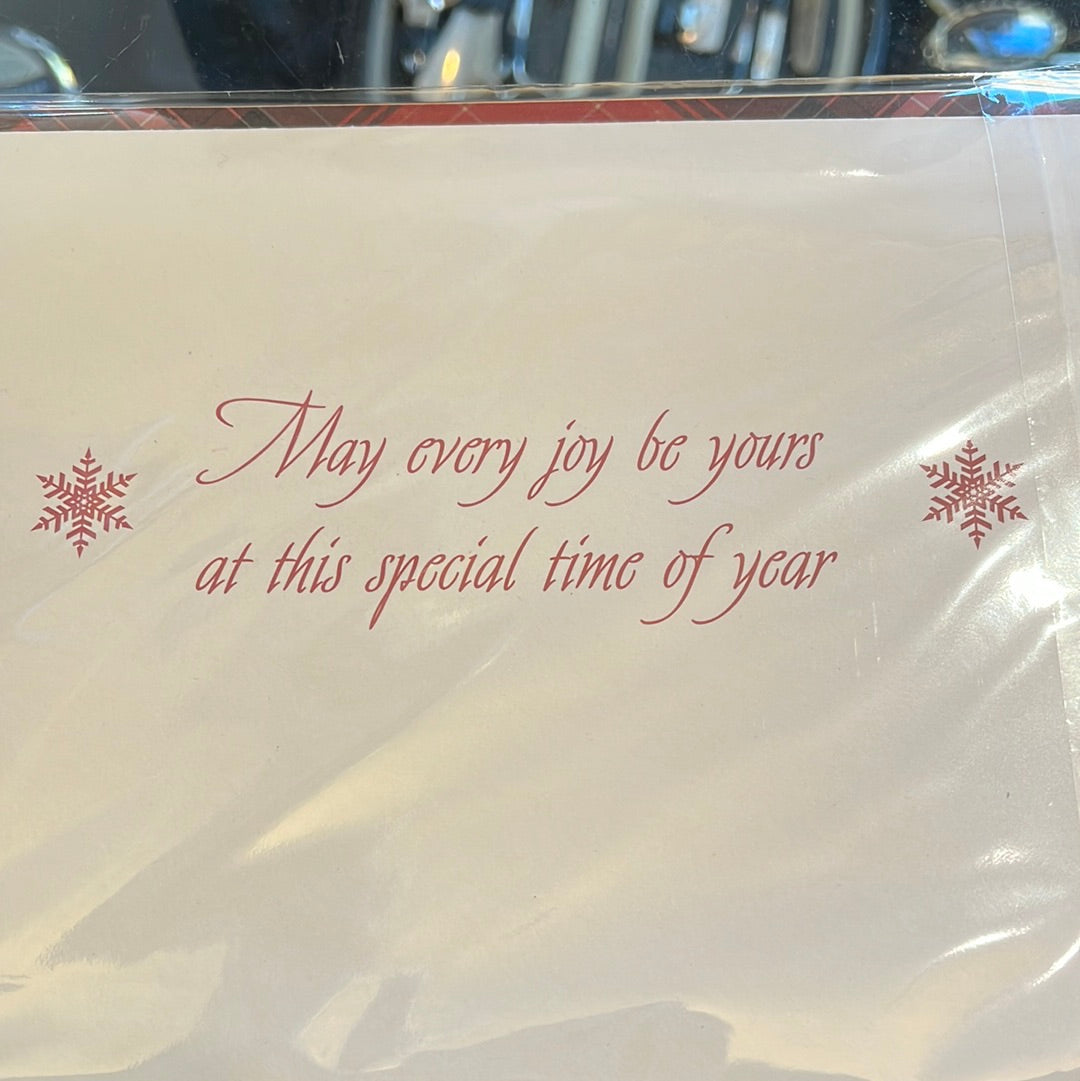 May every joy be yours
at this special time of year